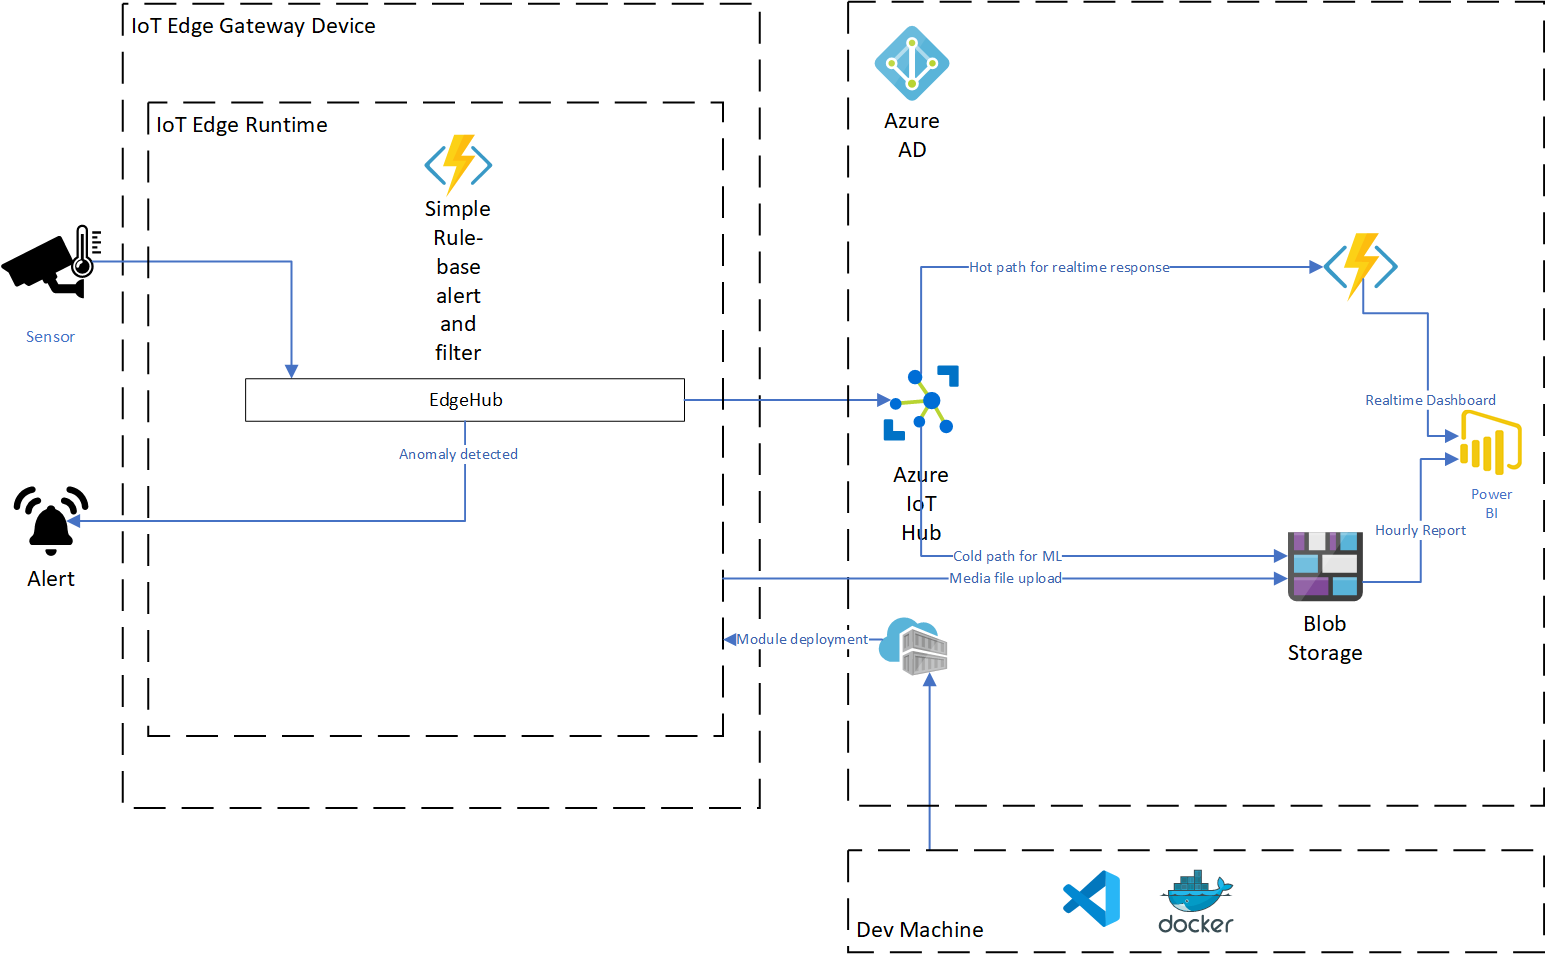 IoT Edge Gateway Device
IoT Edge Runtime
Simple
Rule-
base
alert
and
filter
Sensor
EdgeHub
Anomaly detected
Alert
Azure
AD
Hot path for realtime response
Realtime Dashboard
Azure
IoT
Hub
Power
BI
Hourly Report
Cold path for ML
Media file upload
Blob
Storage
Module deployment
Dev Machine
docker